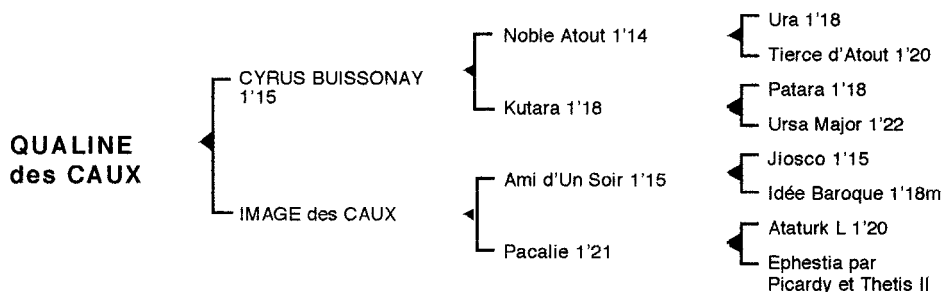 QUALINE
des CAUX
CYRUS BUISSONAY
1'15
IMAGE des CAUX
Noble Atout 1'14
Kutara 1'18
Ami d'Un Soir 1'15
Pacalie 1'21
Ura 1'18
Tierce d'Atout 1'20
Patara 1'18
Ursa Major 1'22
Jiosco 1'15
Idée Baroque 1'18m
Ataturk L 1'20
Ephestia par
Picardy et Thetis II